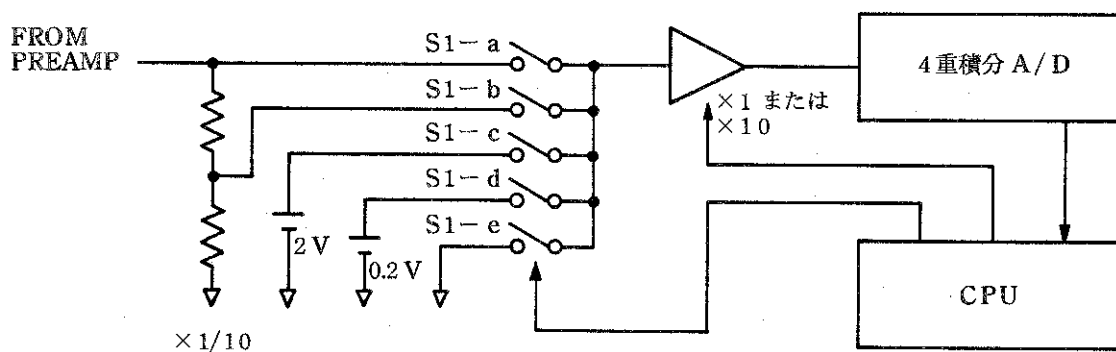 FROM
PREAMP
S1－a
S1－b
S1－c
S1－d
S1－e
2 V
0.2 V
×1/10
×1 または
×10
4重積分 A/D
CPU